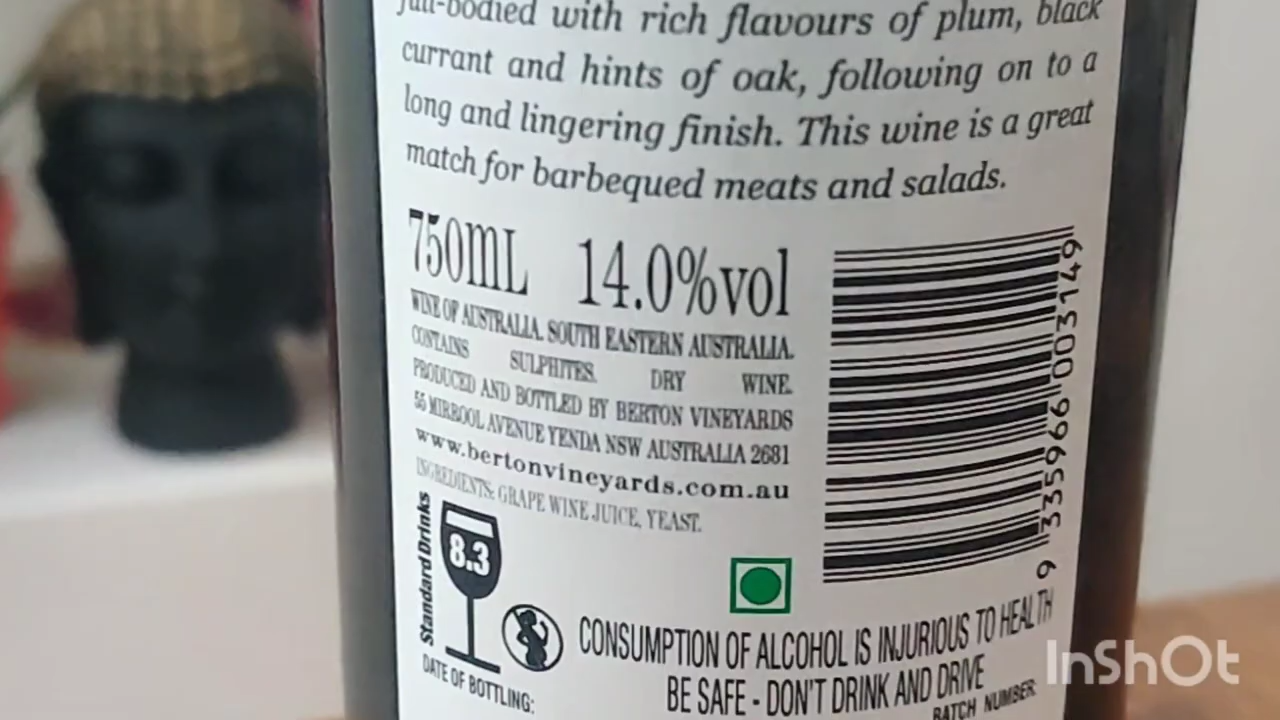 full-bodied with rich flavours of plum, black
currant and hints of oak, following on to a
long and lingering finish. This wine is a great
match for barbequed meats and salads.
750mL 14.0%vol
WINE OF AUSTRALIA. SOUTH EASTERN AUSTRALIA.
CONTAINS SULPHITES. DRY WINE.
PRODUCED AND BOTTLED BY BERTON VINEYARDS
55 MIRROOL AVENUE YENDA NSW AUSTRALIA 2681
www.bertonvineyards.com.au
INGREDIENTS: GRAPE WINE JUICE, YEAST.
9 335966 003149
Standard Drinks
8.3
CONSUMPTION OF ALCOHOL IS INJURIOUS TO HEALTH
BE SAFE - DON'T DRINK AND DRIVE
DATE OF BOTTLING:
BATCH NUMBER:
InShOt